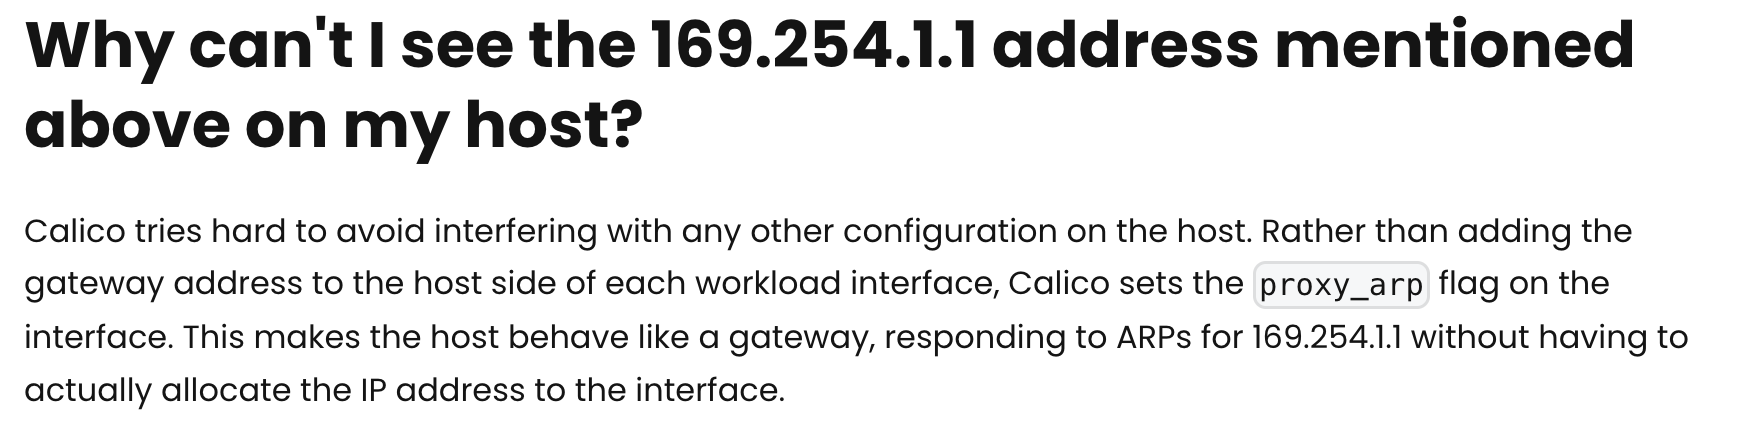 Why can't I see the 169.254.1.1 address mentioned
above on my host?
Calico tries hard to avoid interfering with any other configuration on the host. Rather than adding the
gateway address to the host side of each workload interface, Calico sets the proxy_arp flag on the
interface. This makes the host behave like a gateway, responding to ARPs for 169.254.1.1 without having to
actually allocate the IP address to the interface.